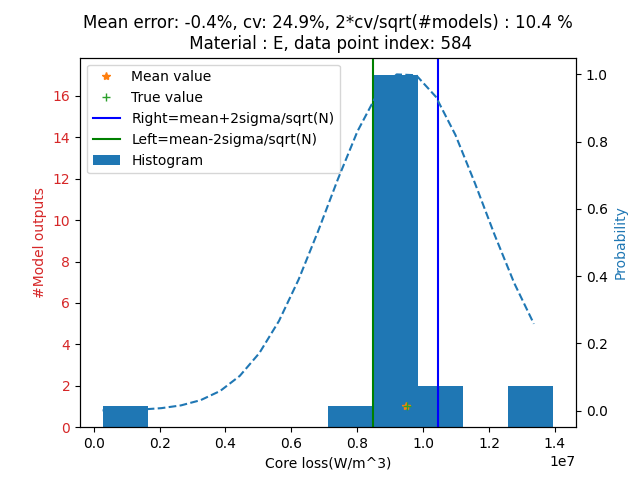 Mean error: -0.4%, cv: 24.9%, 2*cv/sqrt(#models) : 10.4 %
Material : E, data point index: 584
Mean value
True value
Right=mean+2sigma/sqrt(N)
Left=mean-2sigma/sqrt(N)
Histogram
#Model outputs
16
14
12
10
8
6
4
2
0
1.0
0.8
0.6
0.4
0.2
0.0
Probability
0.0 0.2 0.4 0.6 0.8 1.0 1.2 1.4
1e7
Core loss(W/m^3)